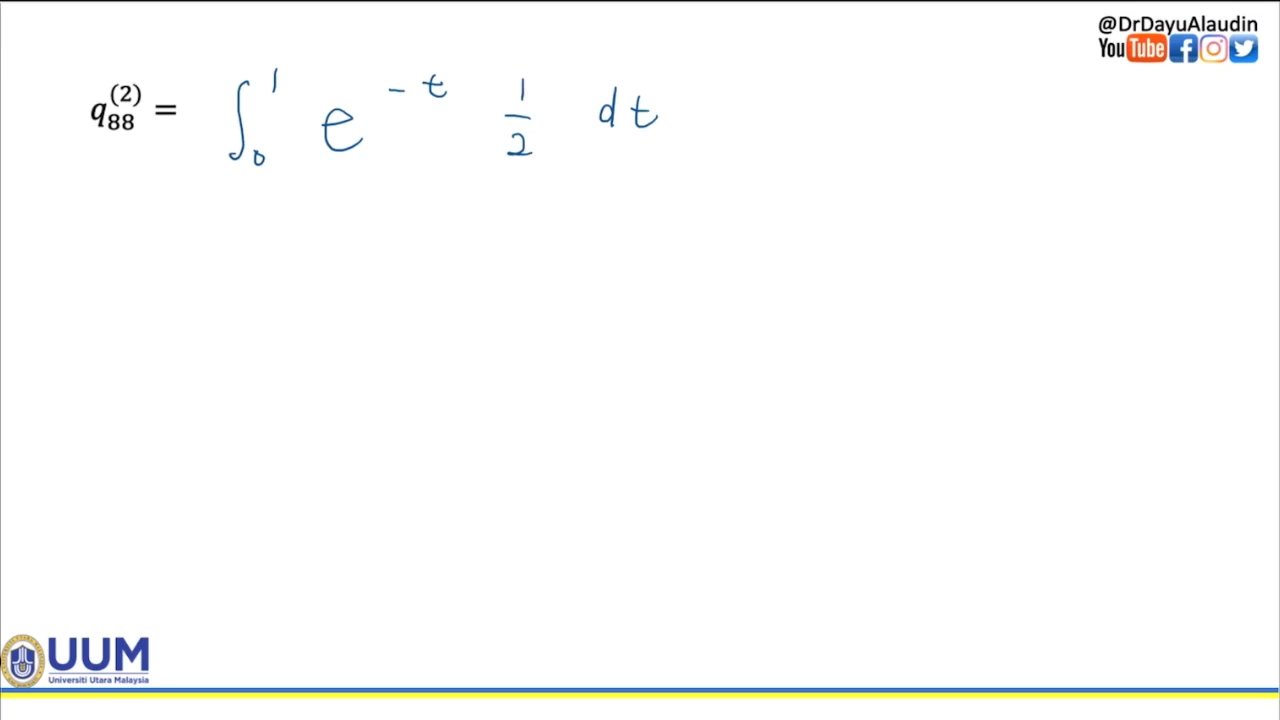 @DrDayuAlaudin
YouTube
q_{88}^{(2)} = ∫_0^1 e^{-t} 1/2 dt
UUM
Universiti Utara Malaysia